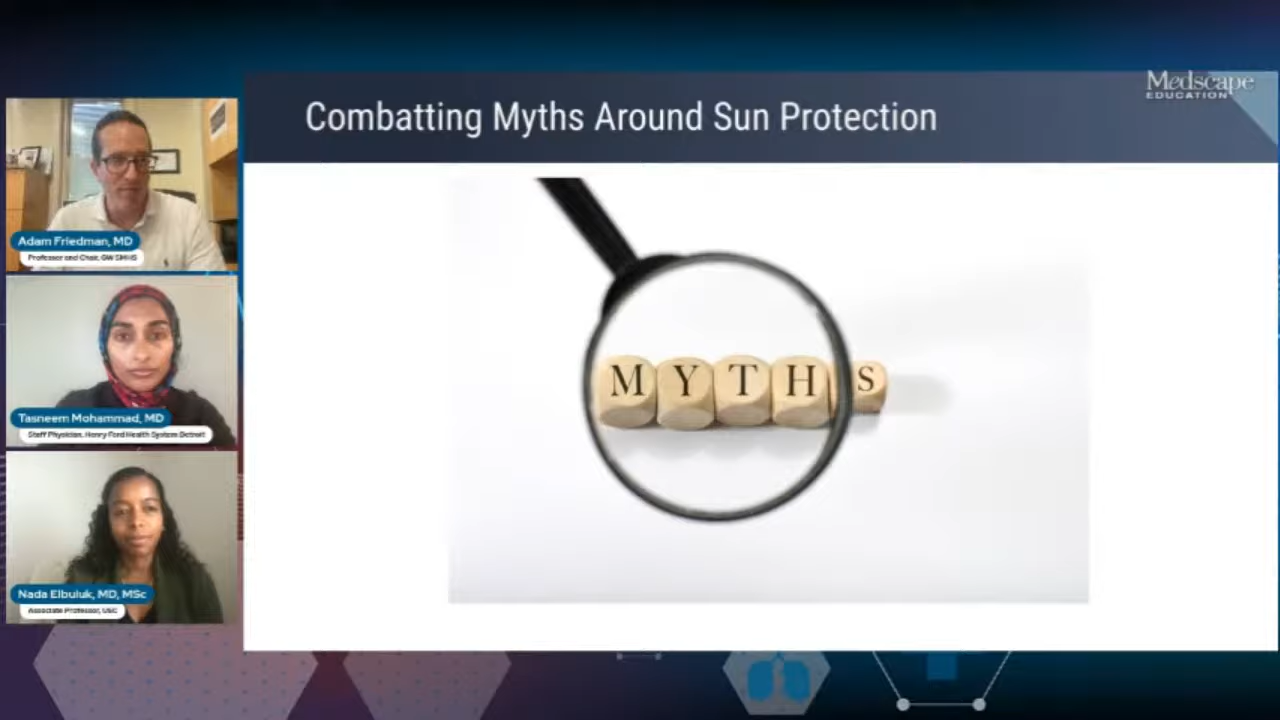 Medscape
EDUCATION
Combatting Myths Around Sun Protection
Adam Friedman, MD
Professor and Chair, GW SMHS
Tasneem Mohammad, MD
Staff Physician, Henry Ford Health System Detroit
Nada Elbuluk, MD, MSc
Associate Professor, USC
MYTHS